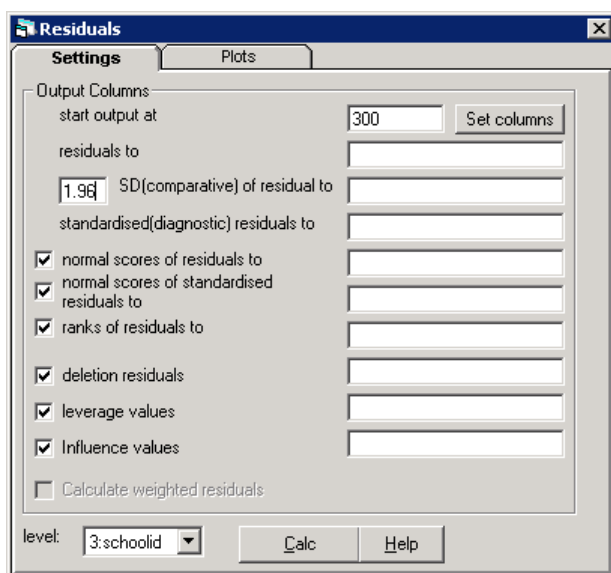 Residuals
Settings Plots
Output Columns
start output at 300 Set columns
residuals to
1.96 SD(comparative) of residual to
standardised(diagnostic) residuals to
normal scores of residuals to
normal scores of standardised
residuals to
ranks of residuals to
deletion residuals
leverage values
Influence values
Calculate weighted residuals
level: 3:schoolid Calc Help